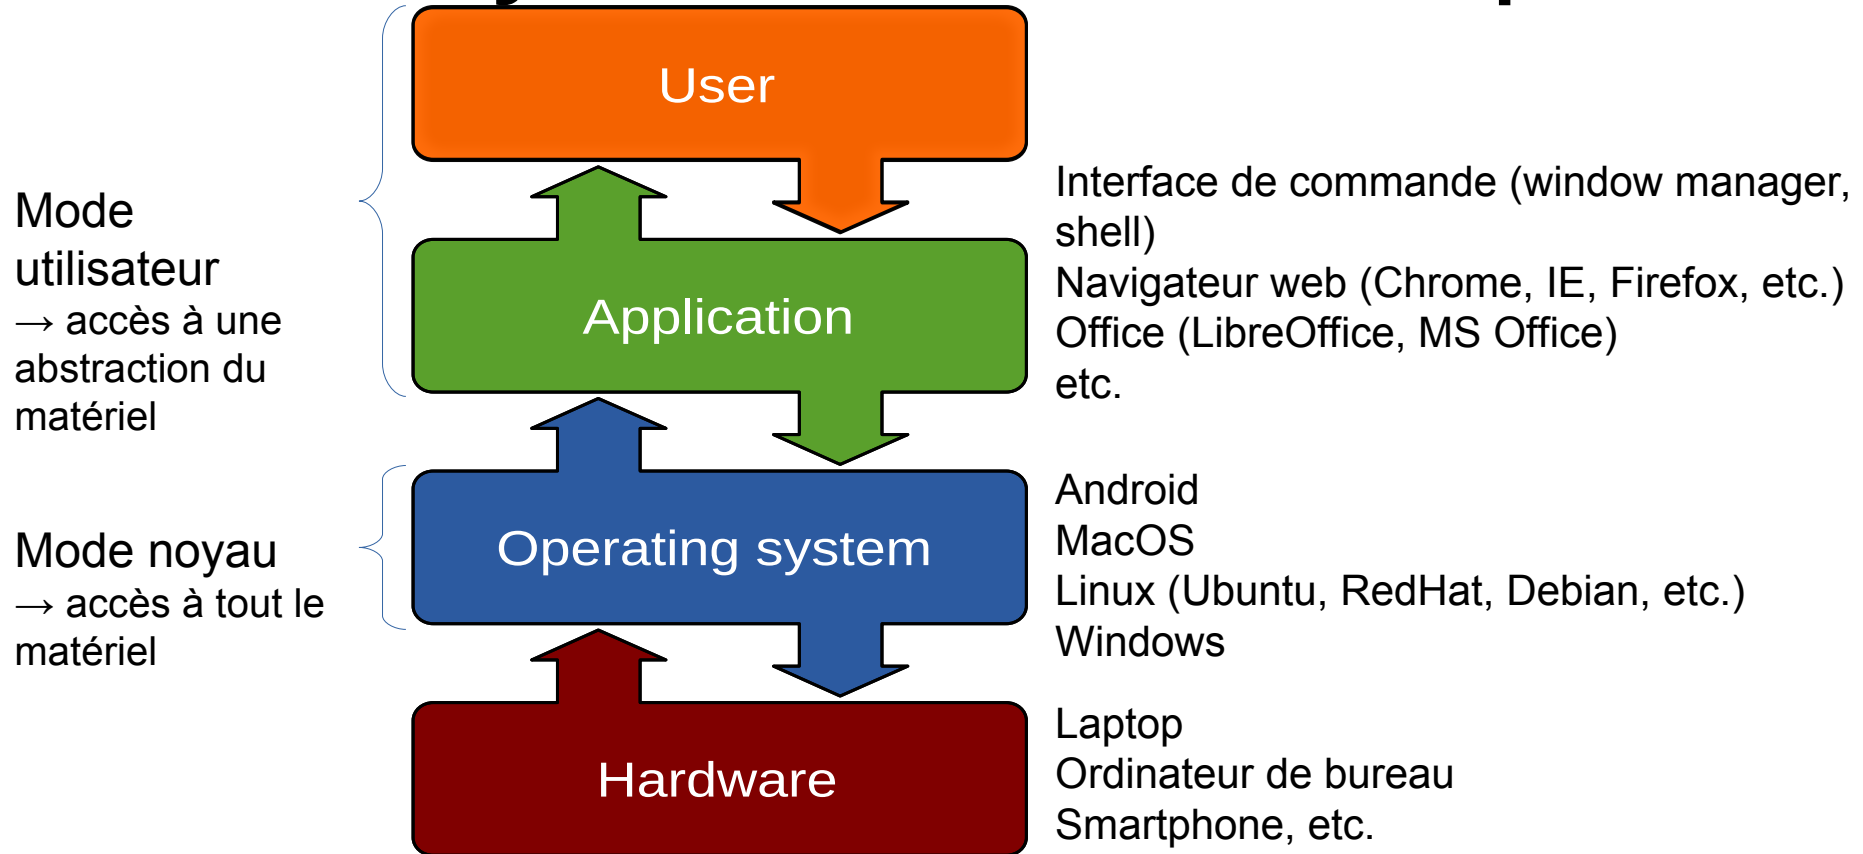 User
Mode
utilisateur
→ accès à une
abstraction du
matériel
Application
Interface de commande (window manager,
shell)
Navigateur web (Chrome, IE, Firefox, etc.)
Office (LibreOffice, MS Office)
etc.
Mode noyau
→ accès à tout le
matériel
Operating system
Android
MacOS
Linux (Ubuntu, RedHat, Debian, etc.)
Windows
Hardware
Laptop
Ordinateur de bureau
Smartphone, etc.